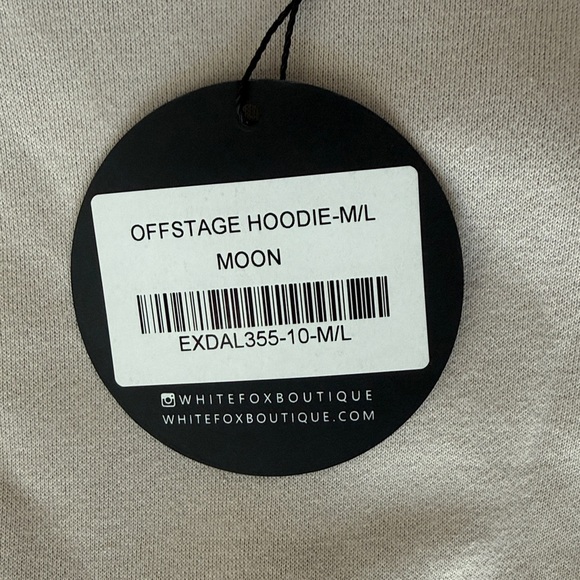 OFFSTAGE HOODIE-M/L
MOON
EXDAL355-10-M/L
WHITEFOXBOUTIQUE
WHITEFOXBOUTIQUE.COM